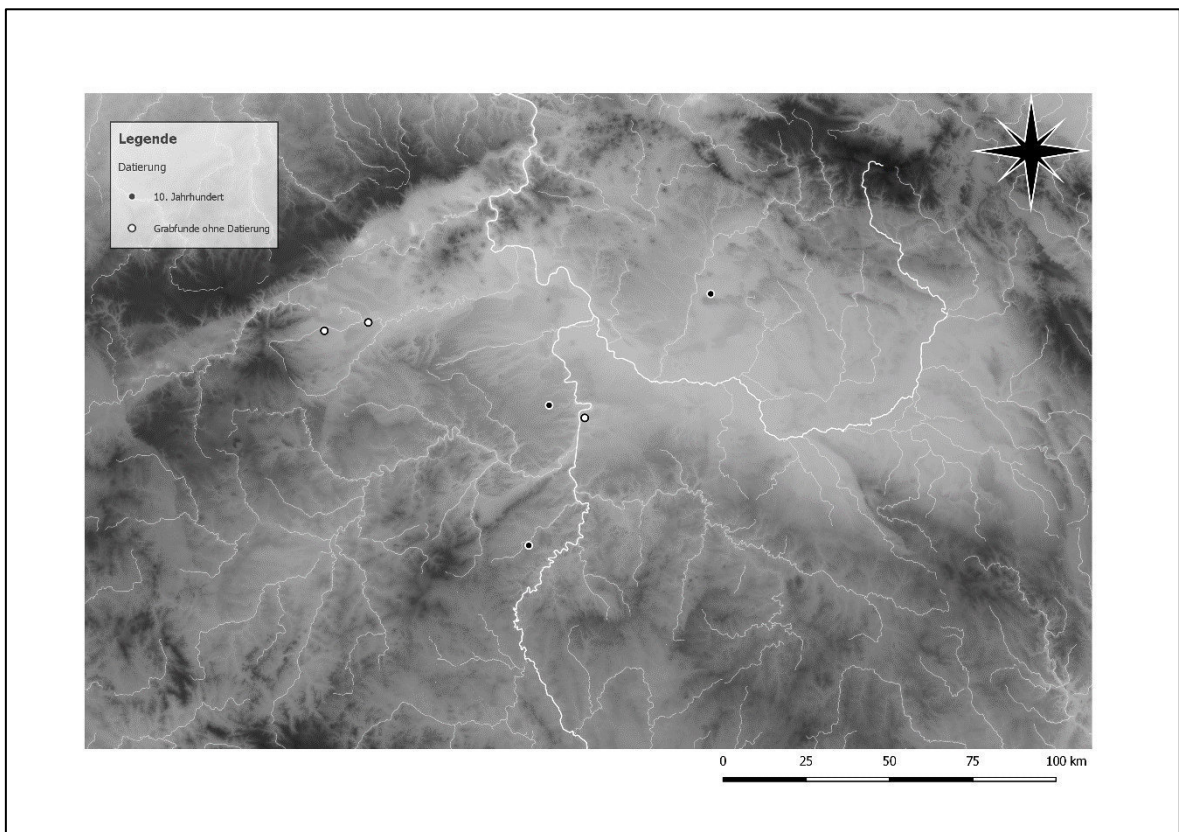 Legende
Datierung
10. Jahrhundert
Grabfunde ohne Datierung
0 25 50 75 100 km